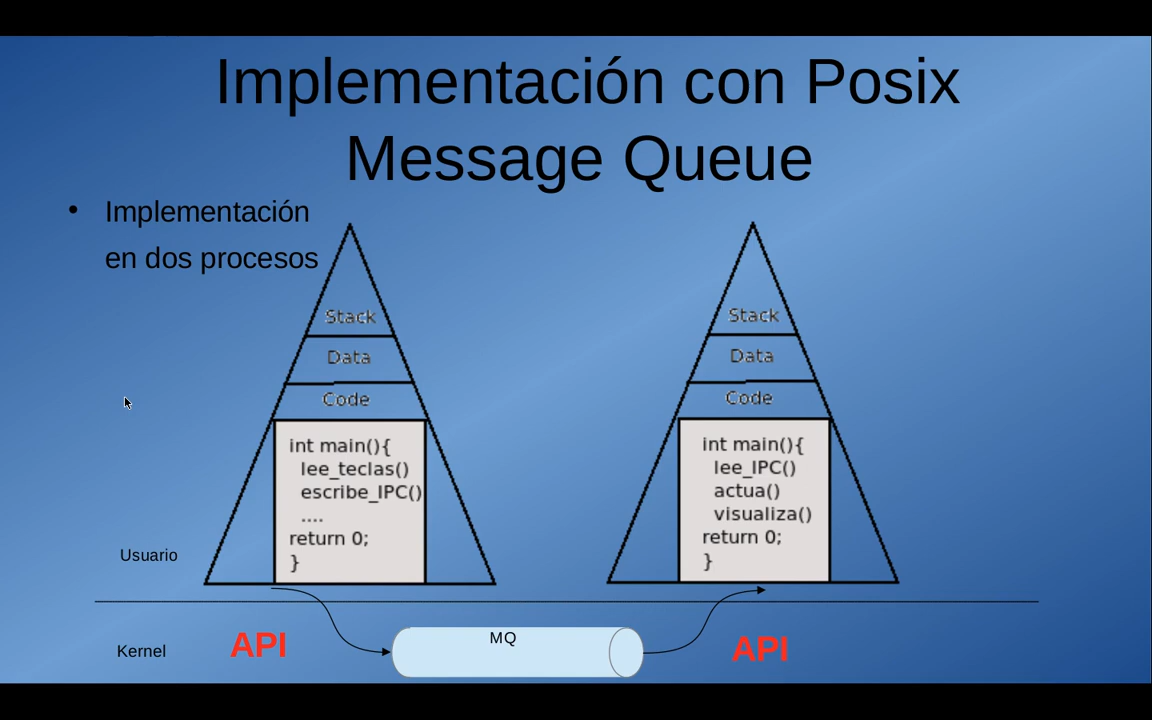 Implementación con Posix
Message Queue
• Implementación
en dos procesos
Stack
Data
Code
int main(){
lee_teclas()
escribe_IPC()
....
return 0;
}
Stack
Data
Code
int main(){
lee_IPC()
actua()
visualiza()
return 0;
}
Usuario
Kernel
API
MQ
API